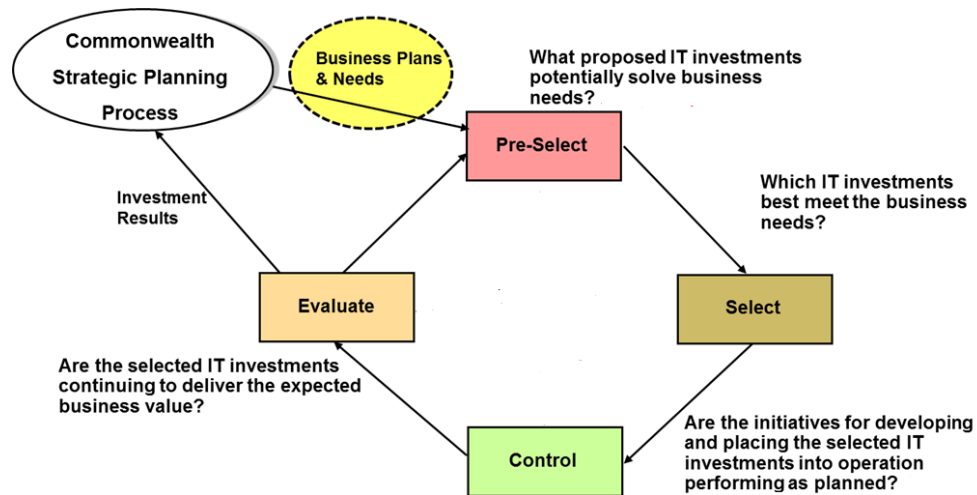 Commonwealth
Strategic Planning
Process
Business Plans
& Needs
What proposed IT investments
potentially solve business
needs?
Pre-Select
Which IT investments
best meet the business
needs?
Investment
Results
Evaluate
Select
Are the selected IT investments
continuing to deliver the expected
business value?
Control
Are the initiatives for developing
and placing the selected IT
investments into operation
performing as planned?